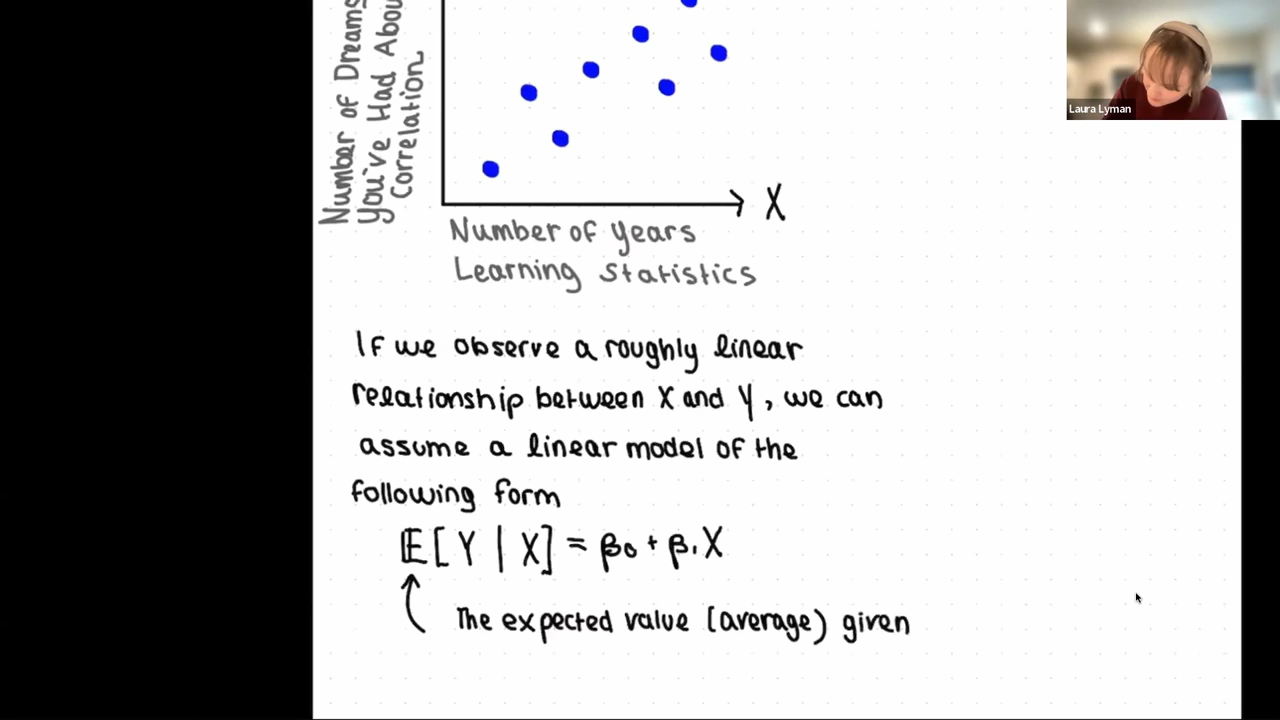 Number of Dreams
You've Had Abou
Correlation
X
Number of Years
Learning Statistics
If we observe a roughly linear
relationship between X and Y, we can
assume a linear model of the
following form
𝔼[Y | X] = β₀ + β₁X
The expected value (average) given
Laura Lyman